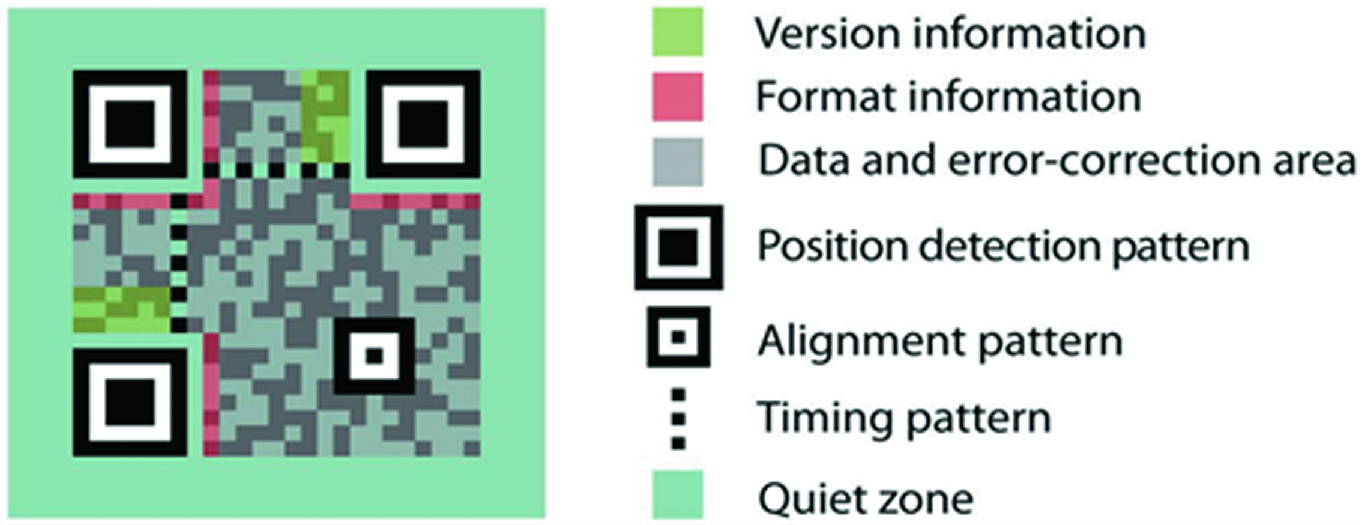 Version information
Format information
Data and error-correction area
Position detection pattern
Alignment pattern
Timing pattern
Quiet zone